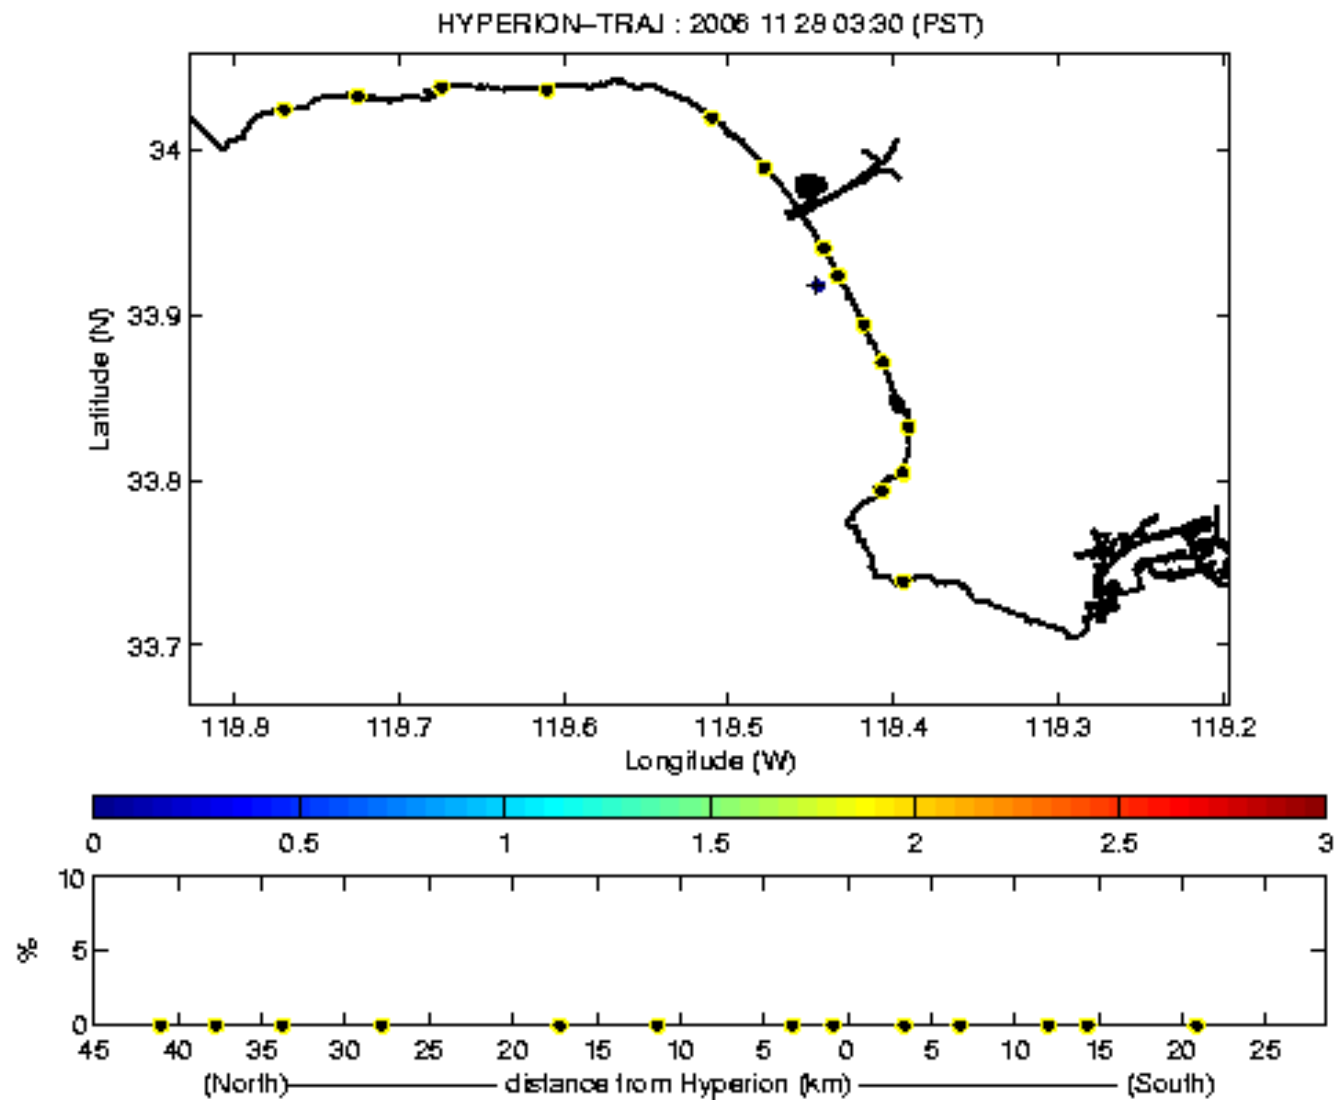 HYPERION-TRAJ : 2006 11 28 03:30 (PST)
34
33.9
33.8
33.7
Latitude (N)
118.8 118.7 118.6 118.5 118.4 118.3 118.2
Longitude (W)
0 0.5 1 1.5 2 2.5 3
10
5
0
%
45 40 35 30 25 20 15 10 5 0 5 10 15 20 25
(North) distance from Hyperion (km) (South)